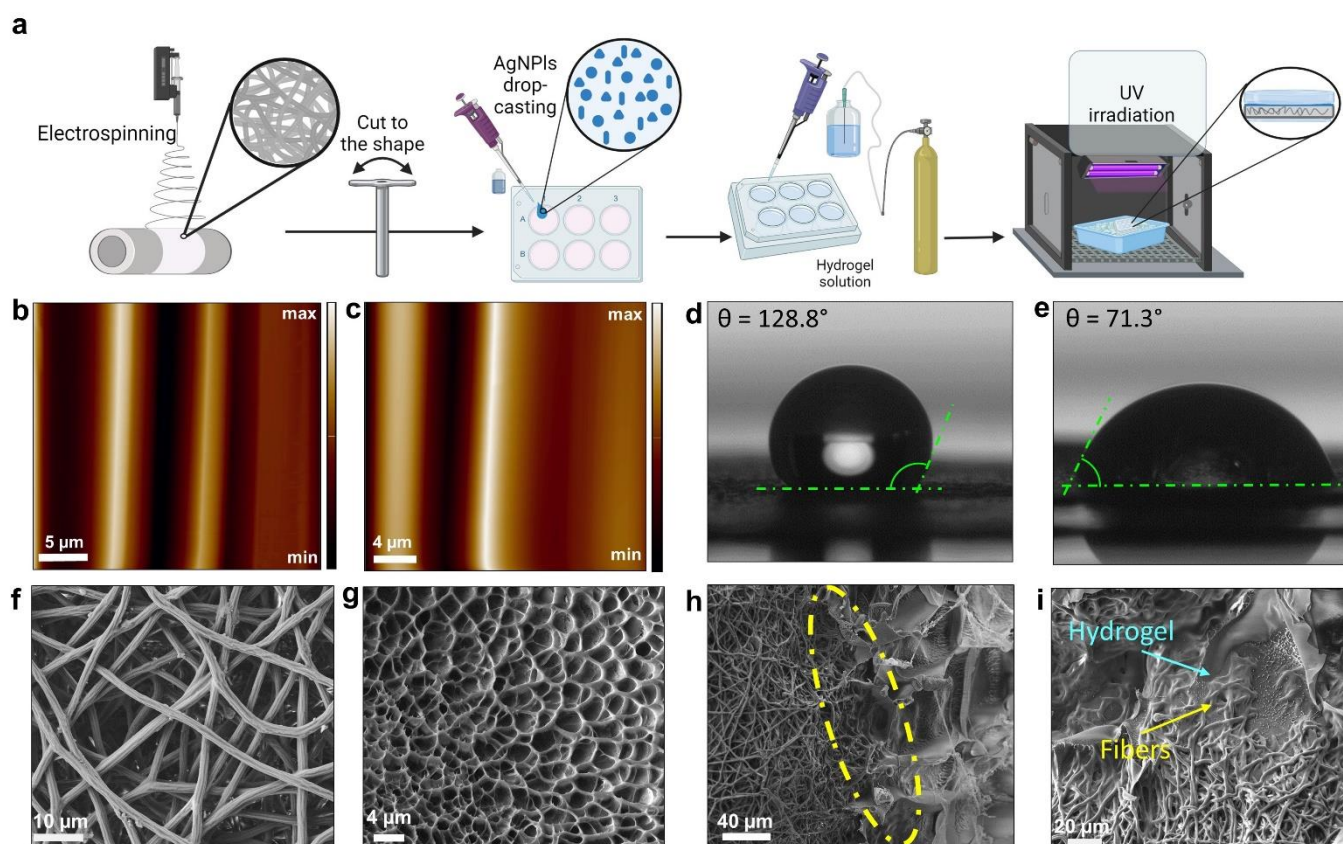 a
Electrospinning
Cut to
the shape
AgNPls
drop-
casting
1 2 3
A
B
Hydrogel
solution
UV
irradiation
b
max
5 µm
min
c
max
4 µm
min
d
θ = 128.8°
e
θ = 71.3°
f
10 µm
g
4 µm
h
40 µm
i
Hydrogel
Fibers
20 µm